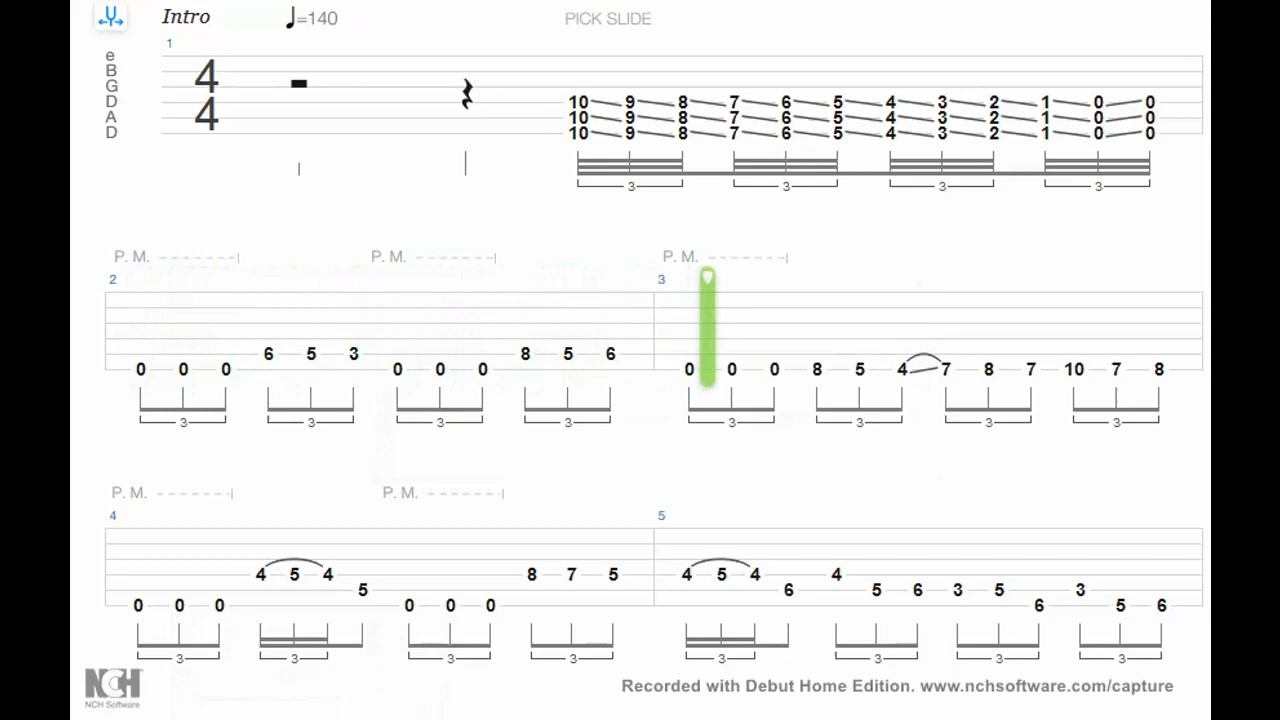 Intro ♩=140 PICK SLIDE
1
e
B
G
D 10 9 8 7 6 5 4 3 2 1 0 0
A 10 9 8 7 6 5 4 3 2 1 0 0
D 10 9 8 7 6 5 4 3 2 1 0 0
4
4
3 3 3 3
P. M. P. M. P. M.
2 3
6 5 3 8 5 6
0 0 0 0 0 0 0 0 0 8 5 4 7 8 7 10 7 8
3 3 3 3 3 3 3 3
P. M. P. M.
4 5
4 5 4 8 7 5 4 5 4 4
5 6 5 6 3 5 3
0 0 0 0 0 0 6 5 6
3 3 3 3 3 3 3 3
NCH
NCH Software
Recorded with Debut Home Edition. www.nchsoftware.com/capture